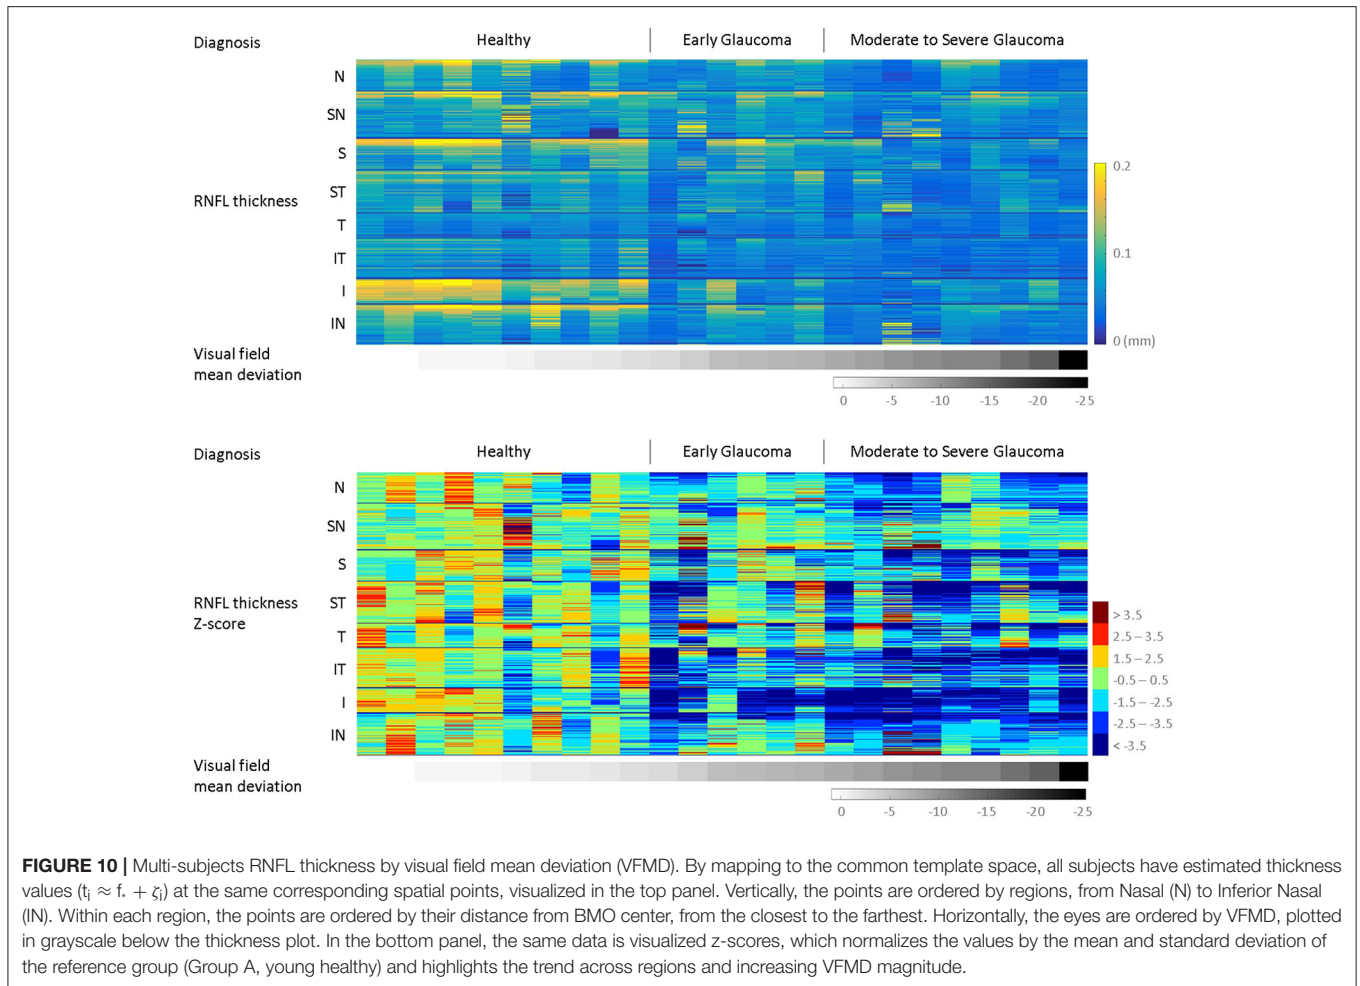 Diagnosis Healthy Early Glaucoma Moderate to Severe Glaucoma
N
SN
S
ST
RNFL thickness
T
IT
I
IN
0.2
0.1
0 (mm)
Visual field
mean deviation
0 -5 -10 -15 -20 -25
Diagnosis Healthy Early Glaucoma Moderate to Severe Glaucoma
N
SN
S
ST
RNFL thickness
Z-score
T
IT
I
IN
> 3.5
2.5 – 3.5
1.5 – 2.5
-0.5 – 0.5
-1.5 – -2.5
-2.5 – -3.5
< -3.5
Visual field
mean deviation
0 -5 -10 -15 -20 -25
FIGURE 10 | Multi-subjects RNFL thickness by visual field mean deviation (VFMD). By mapping to the common template space, all subjects have estimated thickness
values (tᵢ ≈ f. + ζᵢ) at the same corresponding spatial points, visualized in the top panel. Vertically, the points are ordered by regions, from Nasal (N) to Inferior Nasal
(IN). Within each region, the points are ordered by their distance from BMO center, from the closest to the farthest. Horizontally, the eyes are ordered by VFMD, plotted
in grayscale below the thickness plot. In the bottom panel, the same data is visualized z-scores, which normalizes the values by the mean and standard deviation of
the reference group (Group A, young healthy) and highlights the trend across regions and increasing VFMD magnitude.